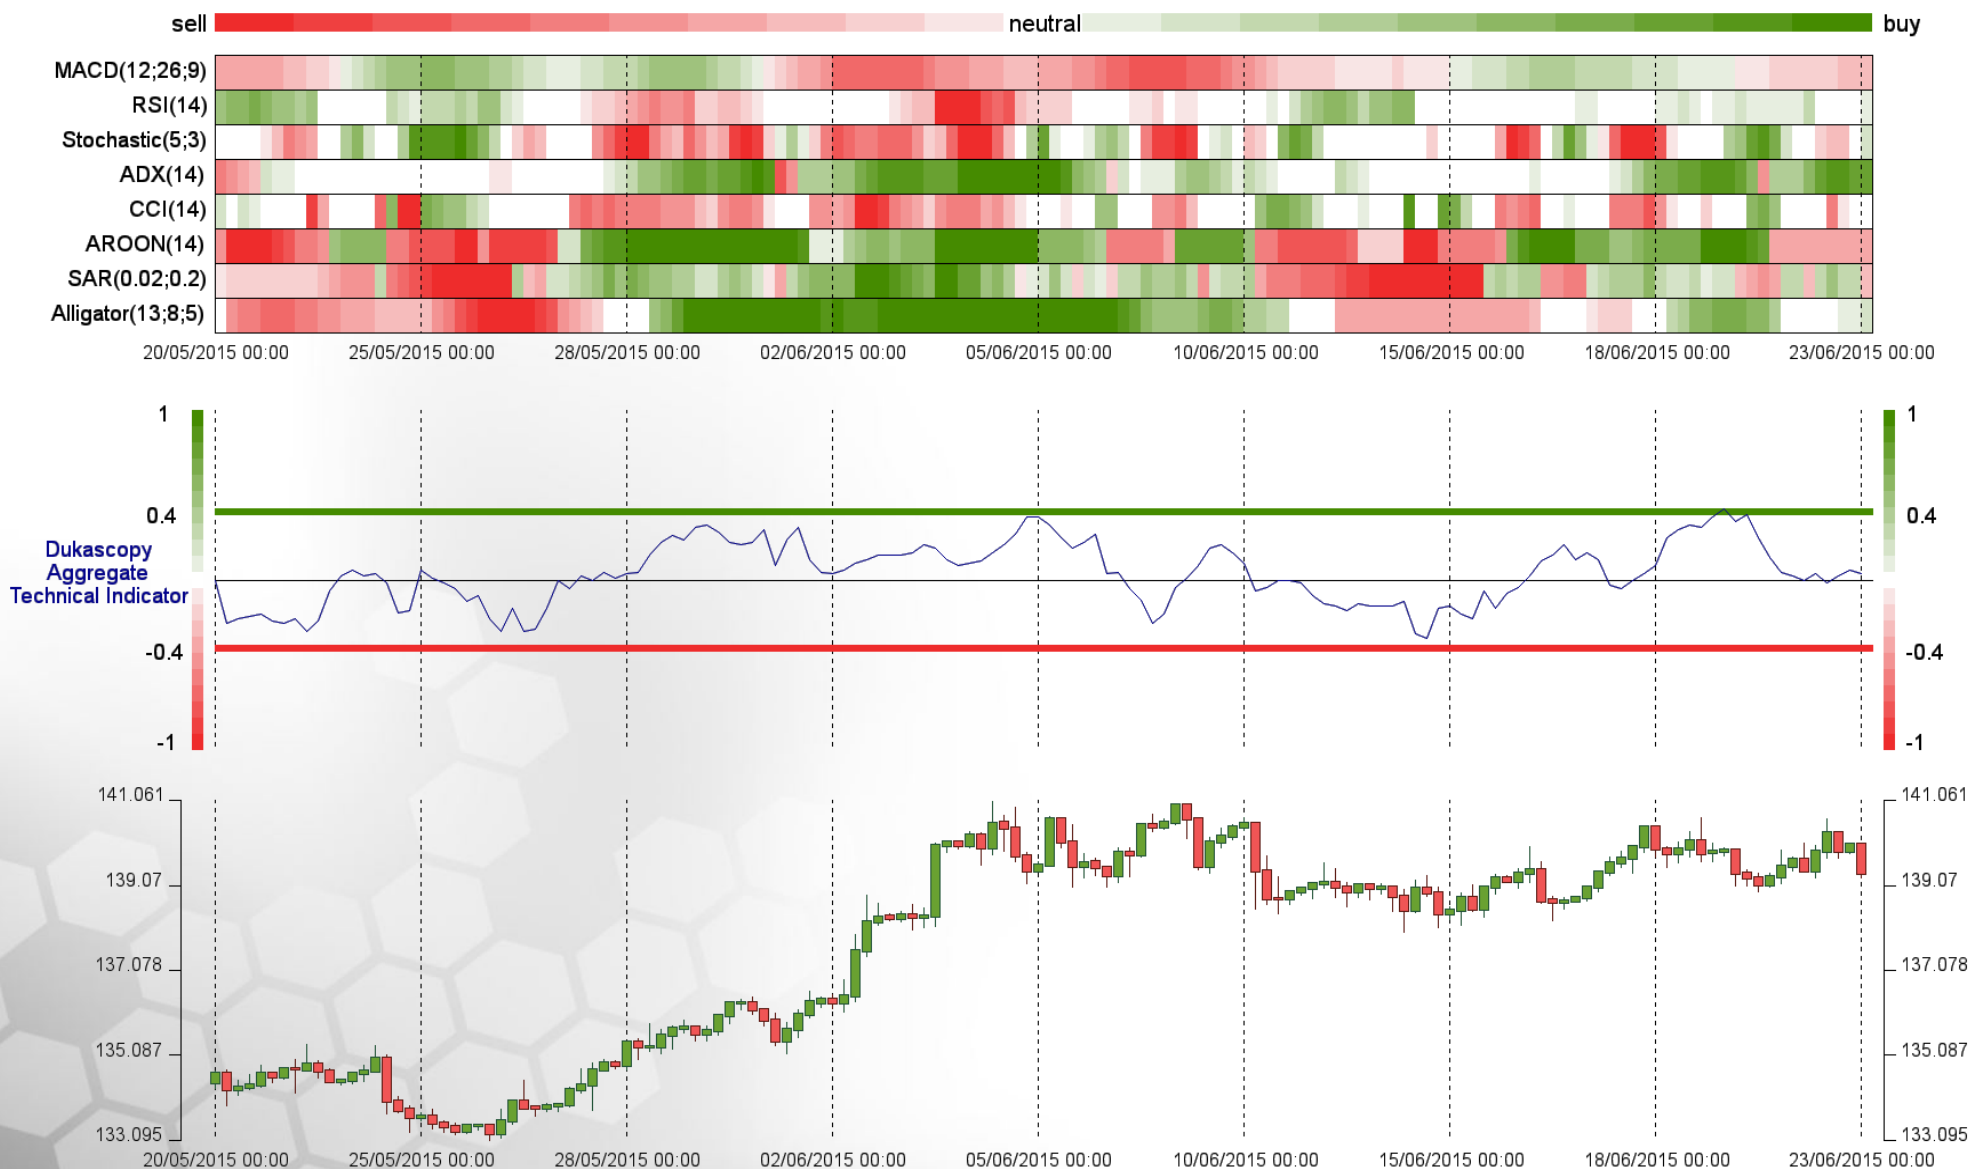 sell neutral buy
MACD(12;26;9)
RSI(14)
Stochastic(5;3)
ADX(14)
CCI(14)
AROON(14)
SAR(0.02;0.2)
Alligator(13;8;5)
20/05/2015 00:00 25/05/2015 00:00 28/05/2015 00:00 02/06/2015 00:00 05/06/2015 00:00 10/06/2015 00:00 15/06/2015 00:00 18/06/2015 00:00 23/06/2015 00:00
1 1
0.4 0.4
Dukascopy
Aggregate
Technical Indicator
-0.4 -0.4
-1 -1
141.061 141.061
139.07 139.07
137.078 137.078
135.087 135.087
133.095 133.095
20/05/2015 00:00 25/05/2015 00:00 28/05/2015 00:00 02/06/2015 00:00 05/06/2015 00:00 10/06/2015 00:00 15/06/2015 00:00 18/06/2015 00:00 23/06/2015 00:00